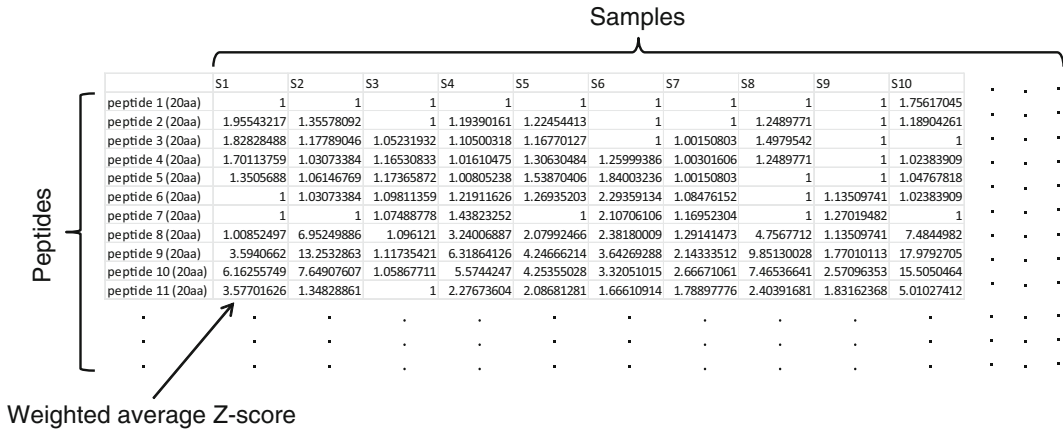 Samples
S1 S2 S3 S4 S5 S6 S7 S8 S9 S10
peptide 1 (20aa) 1 1 1 1 1 1 1 1 1 1.75617045
peptide 2 (20aa) 1.95543217 1.35578092 1 1.19390161 1.22454413 1 1 1.2489771 1 1.18904261
peptide 3 (20aa) 1.82828488 1.17789046 1.05231932 1.10500318 1.16770127 1 1.00150803 1.4979542 1 1
peptide 4 (20aa) 1.70113759 1.03073384 1.16530833 1.01610475 1.30630484 1.25999386 1.00301606 1.2489771 1 1.02383909
peptide 5 (20aa) 1.3505688 1.06146769 1.17365872 1.00805238 1.53870406 1.84003236 1.00150803 1 1 1.04767818
peptide 6 (20aa) 1 1.03073384 1.09811359 1.21911626 1.26935203 2.29359134 1.08476152 1 1.13509741 1.02383909
peptide 7 (20aa) 1 1 1.07488778 1.43823252 1 2.10706106 1.16952304 1 1.27019482 1
peptide 8 (20aa) 1.00852497 6.95249886 1.096121 3.24006887 2.07992466 2.38180009 1.29141473 4.7567712 1.13509741 7.4844982
peptide 9 (20aa) 3.5940662 13.2532863 1.11735421 6.31864126 4.24666214 3.64269288 2.14333512 9.85130028 1.77010113 17.9792705
peptide 10 (20aa) 6.16255749 7.64907607 1.05867711 5.5744247 4.25355028 3.32051015 2.66671061 7.46536641 2.57096353 15.5050464
peptide 11 (20aa) 3.57701626 1.34828861 1 2.27673604 2.08681281 1.66610914 1.78897776 2.40391681 1.83162368 5.01027412
Peptides
Weighted average Z-score